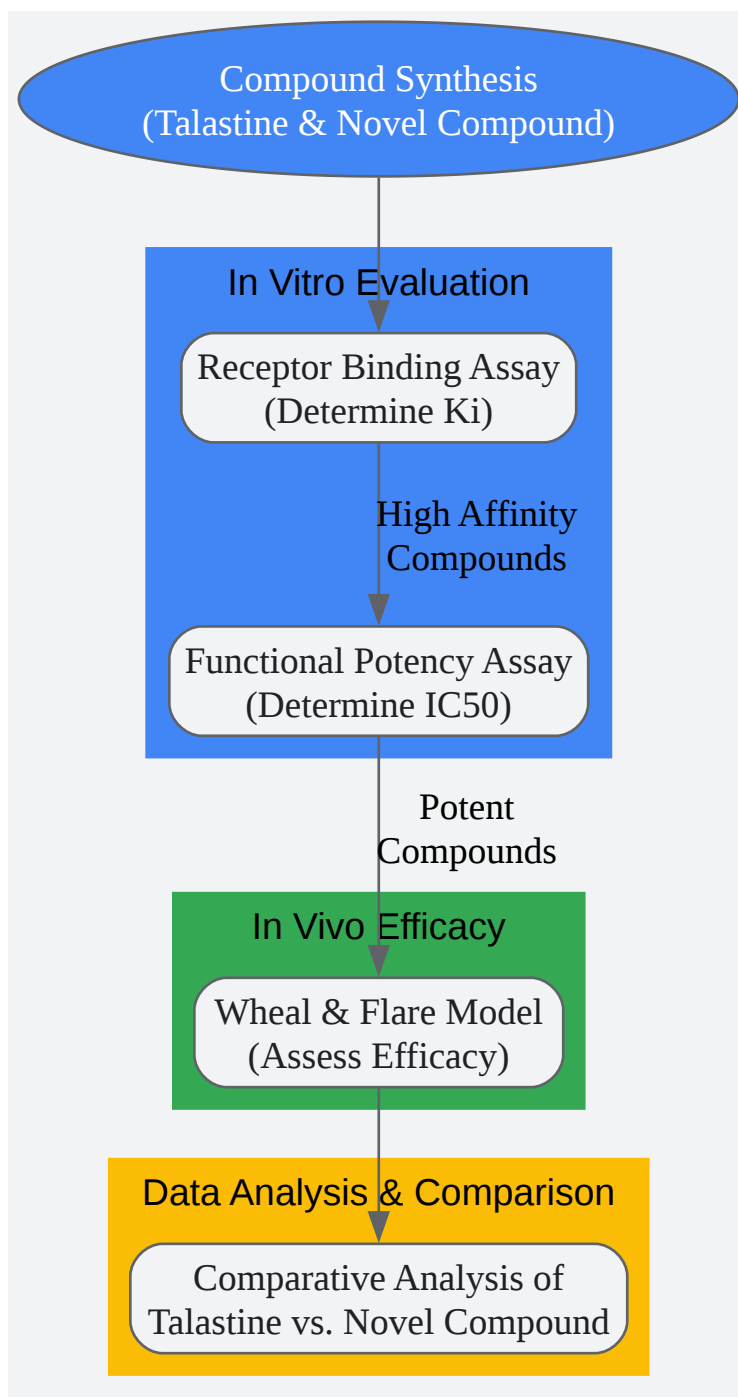 Compound Synthesis
(Talastine & Novel Compound)
In Vitro Evaluation
Receptor Binding Assay
(Determine Ki)
High Affinity
Compounds
Functional Potency Assay
(Determine IC50)
Potent
Compounds
In Vivo Efficacy
Wheal & Flare Model
(Assess Efficacy)
Data Analysis & Comparison
Comparative Analysis of
Talastine vs. Novel Compound